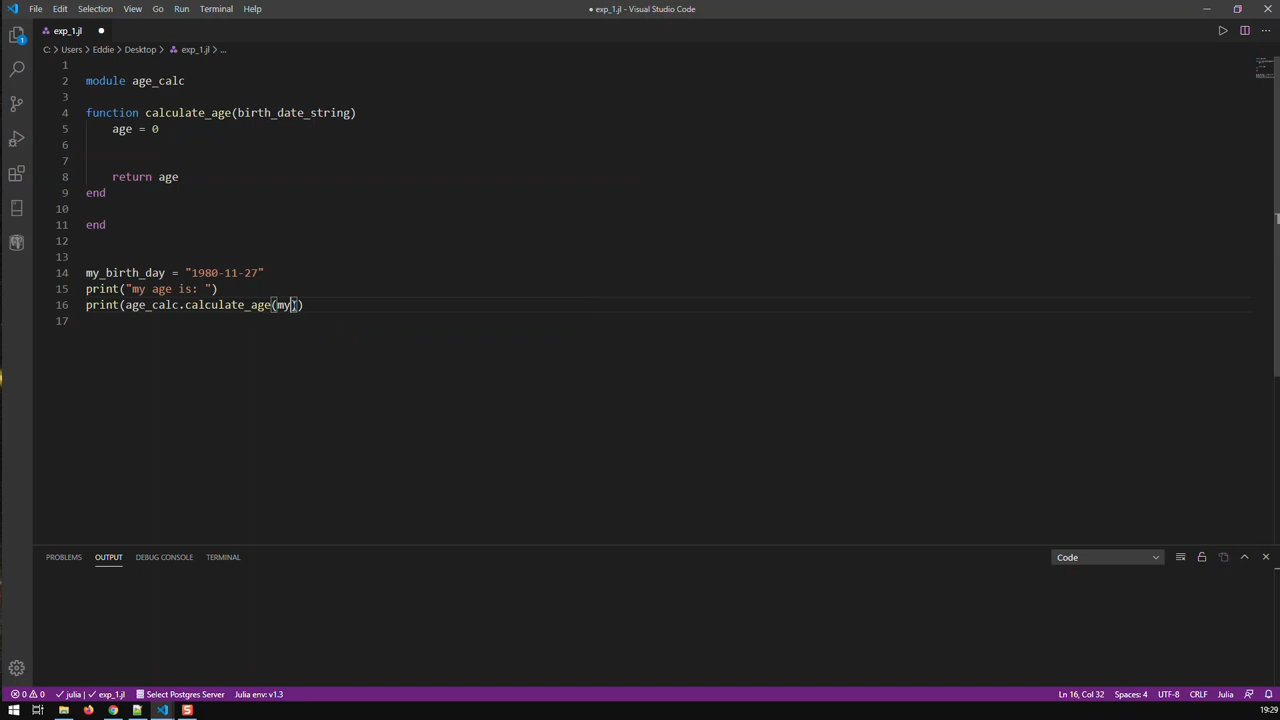 File Edit Selection View Go Run Terminal Help
● exp_1.jl - Visual Studio Code
exp_1.jl
C: > Users > Eddie > Desktop > exp_1.jl > ...
1
2 module age_calc
3
4 function calculate_age(birth_date_string)
5 age = 0
6
7
8 return age
9 end
10
11 end
12
13
14 my_birth_day = "1980-11-27"
15 print("my age is: ")
16 print(age_calc.calculate_age(my))
17
PROBLEMS OUTPUT DEBUG CONSOLE TERMINAL
Code
0 0 julia exp_1.jl Select Postgres Server Julia env: v1.3 Ln 16, Col 32 Spaces: 4 UTF-8 CRLF Julia
19:29